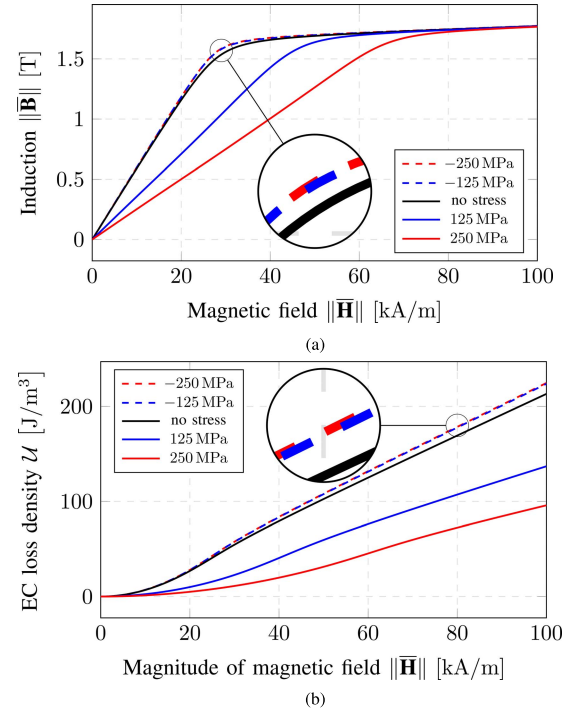 1.5
1
0.5
0
Induction ‖B̅‖ [T]
−250 MPa
−125 MPa
no stress
125 MPa
250 MPa
0 20 40 60 80 100
Magnetic field ‖H̅‖ [kA/m]
(a)
200
100
0
EC loss density 𝒰 [J/m³]
−250 MPa
−125 MPa
no stress
125 MPa
250 MPa
0 20 40 60 80 100
Magnitude of magnetic field ‖H̅‖ [kA/m]
(b)